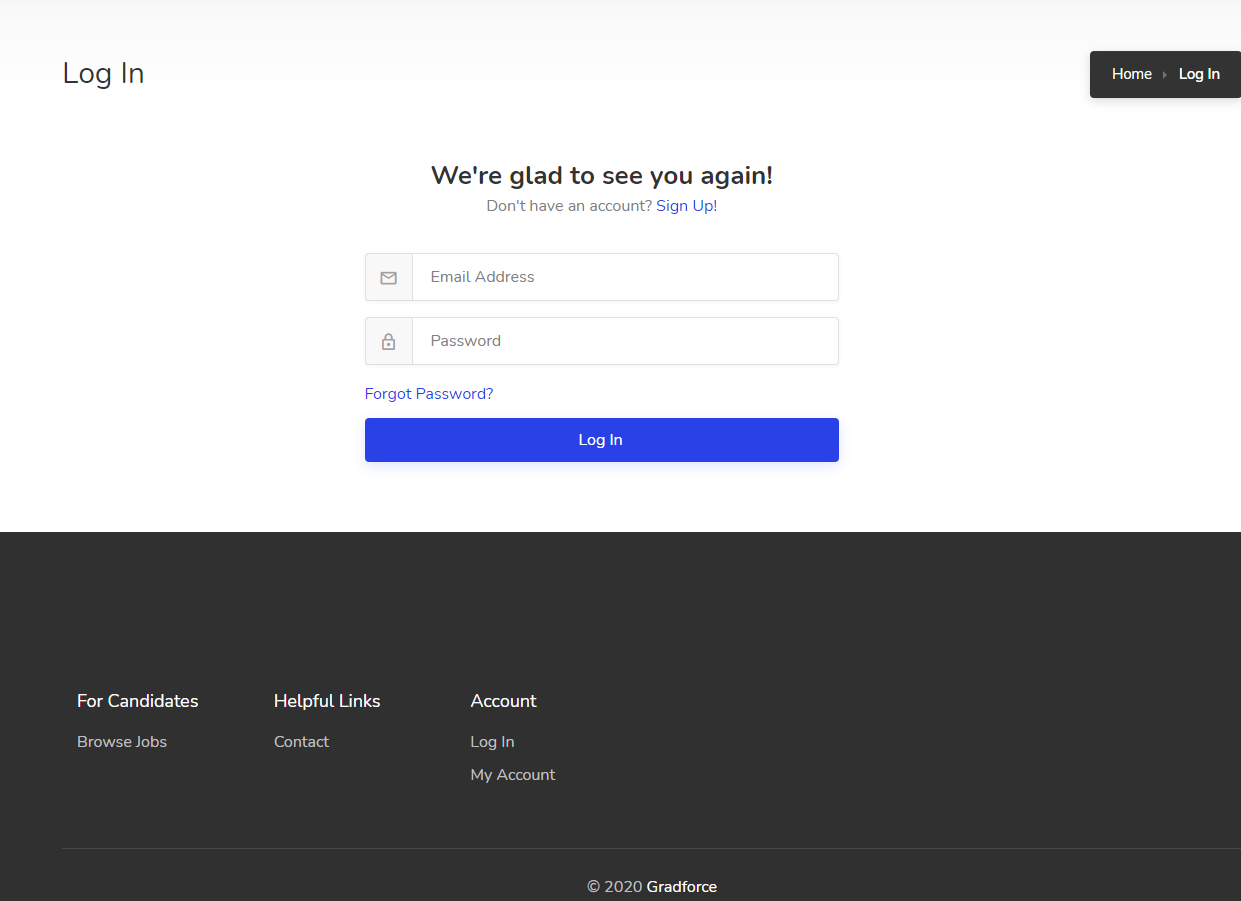 Log In
Home Log In
We're glad to see you again!
Don't have an account? Sign Up!
Email Address
Password
Forgot Password?
Log In
For Candidates
Browse Jobs
Helpful Links
Contact
Account
Log In
My Account
© 2020 Gradforce